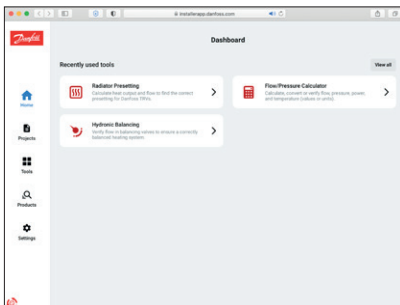 installerapp.danfoss.com
Danfoss
Dashboard
Recently used tools
View all
Radiator Presetting
Calculate heat output and flow to find the correct
presetting for Danfoss TRVs.
Flow/Pressure Calculator
Calculate, convert or verify flow, pressure, power,
and temperature (values or units).
Hydronic Balancing
Verify flow in balancing valves to ensure a correctly
balanced heating system.
Home
Projects
Tools
Products
Settings